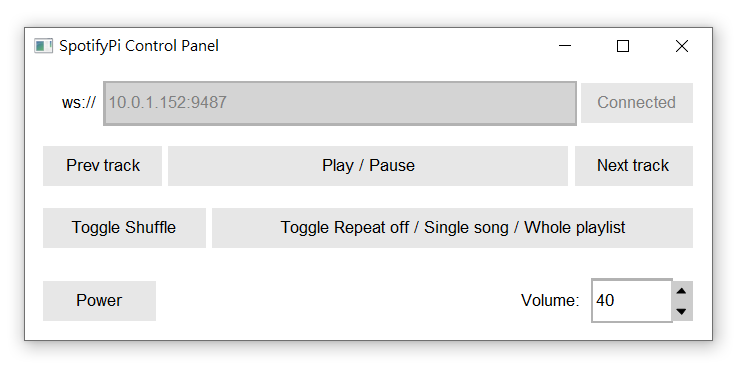 SpotifyPi Control Panel
ws:// 10.0.1.152:9487 Connected
Prev track Play / Pause Next track
Toggle Shuffle Toggle Repeat off / Single song / Whole playlist
Power Volume: 40